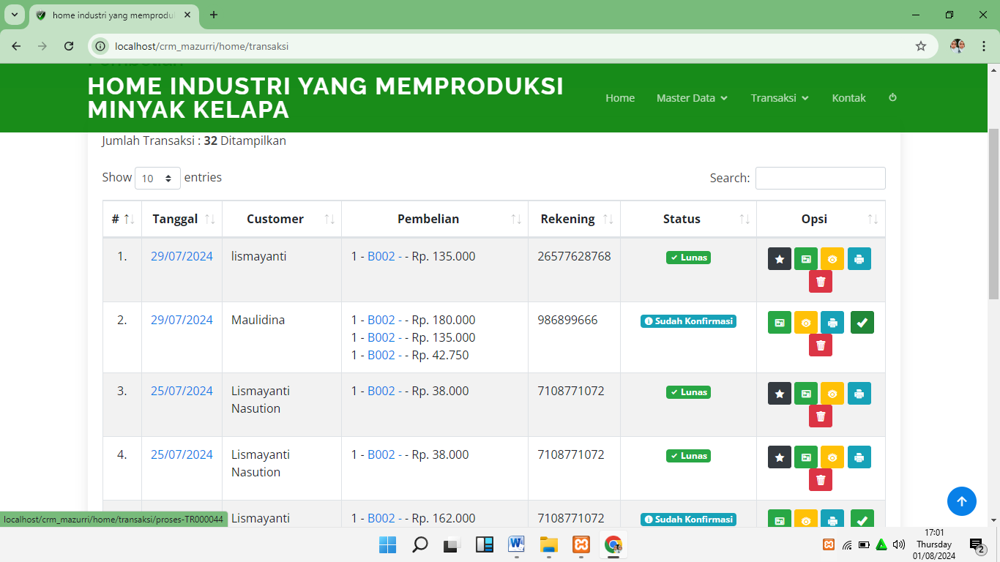 home industri yang memproduk
localhost/crm_mazurri/home/transaksi
HOME INDUSTRI YANG MEMPRODUKSI
MINYAK KELAPA
Home Master Data Transaksi Kontak
Jumlah Transaksi : 32 Ditampilkan
Show 10 entries Search:
# Tanggal Customer Pembelian Rekening Status Opsi
1. 29/07/2024 lismayanti 1 - B002 - - Rp. 135.000 26577628768 Lunas
2. 29/07/2024 Maulidina 1 - B002 - - Rp. 180.000 986899666 Sudah Konfirmasi
1 - B002 - - Rp. 135.000
1 - B002 - - Rp. 42.750
3. 25/07/2024 Lismayanti 1 - B002 - - Rp. 38.000 7108771072 Lunas
Nasution
4. 25/07/2024 Lismayanti 1 - B002 - - Rp. 38.000 7108771072 Lunas
Nasution
Lismayanti 1 - B002 - - Rp. 162.000 7108771072 Sudah Konfirmasi
localhost/crm_mazurri/home/transaksi/proses-TR000044
17:01
Thursday
01/08/2024
2